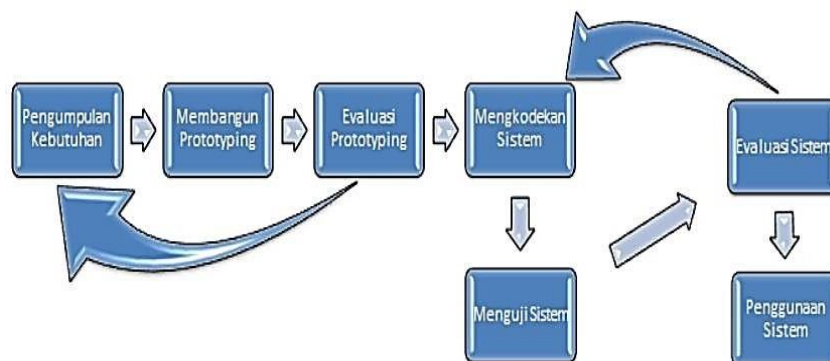 Pengumpulan
Kebutuhan
Membangun
Prototyping
Evaluasi
Prototyping
Mengkodekan
Sistem
Evaluasi Sistem
Menguji Sistem
Penggunaan
Sistem